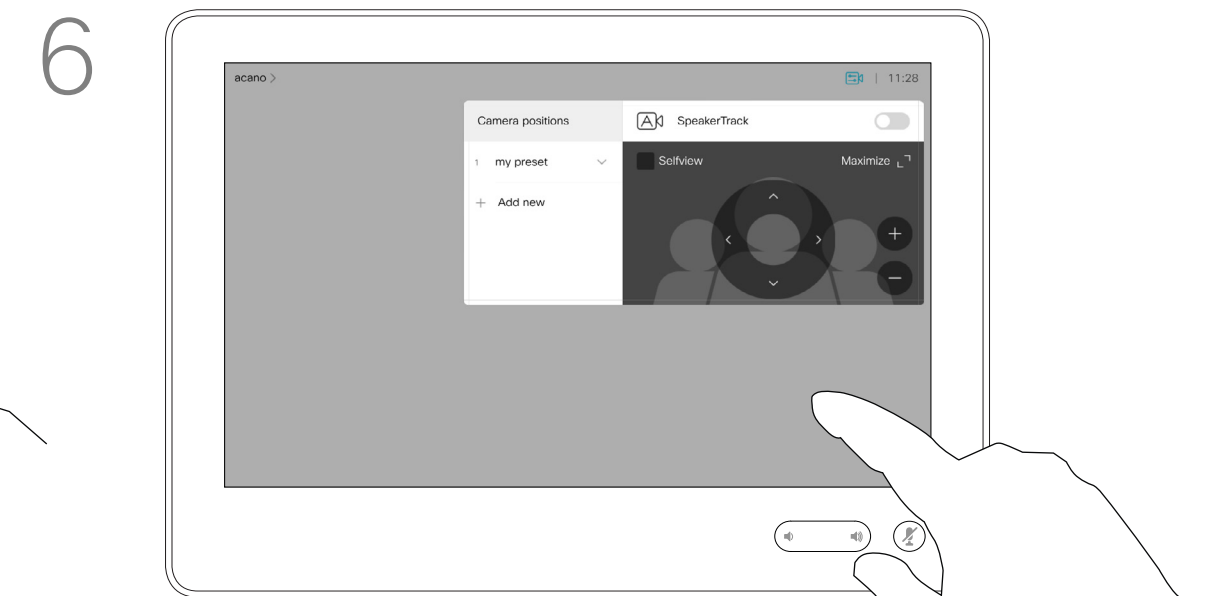 6
acano >
11:28
Camera positions
SpeakerTrack
1 my preset
Selfview
Maximize
+ Add new